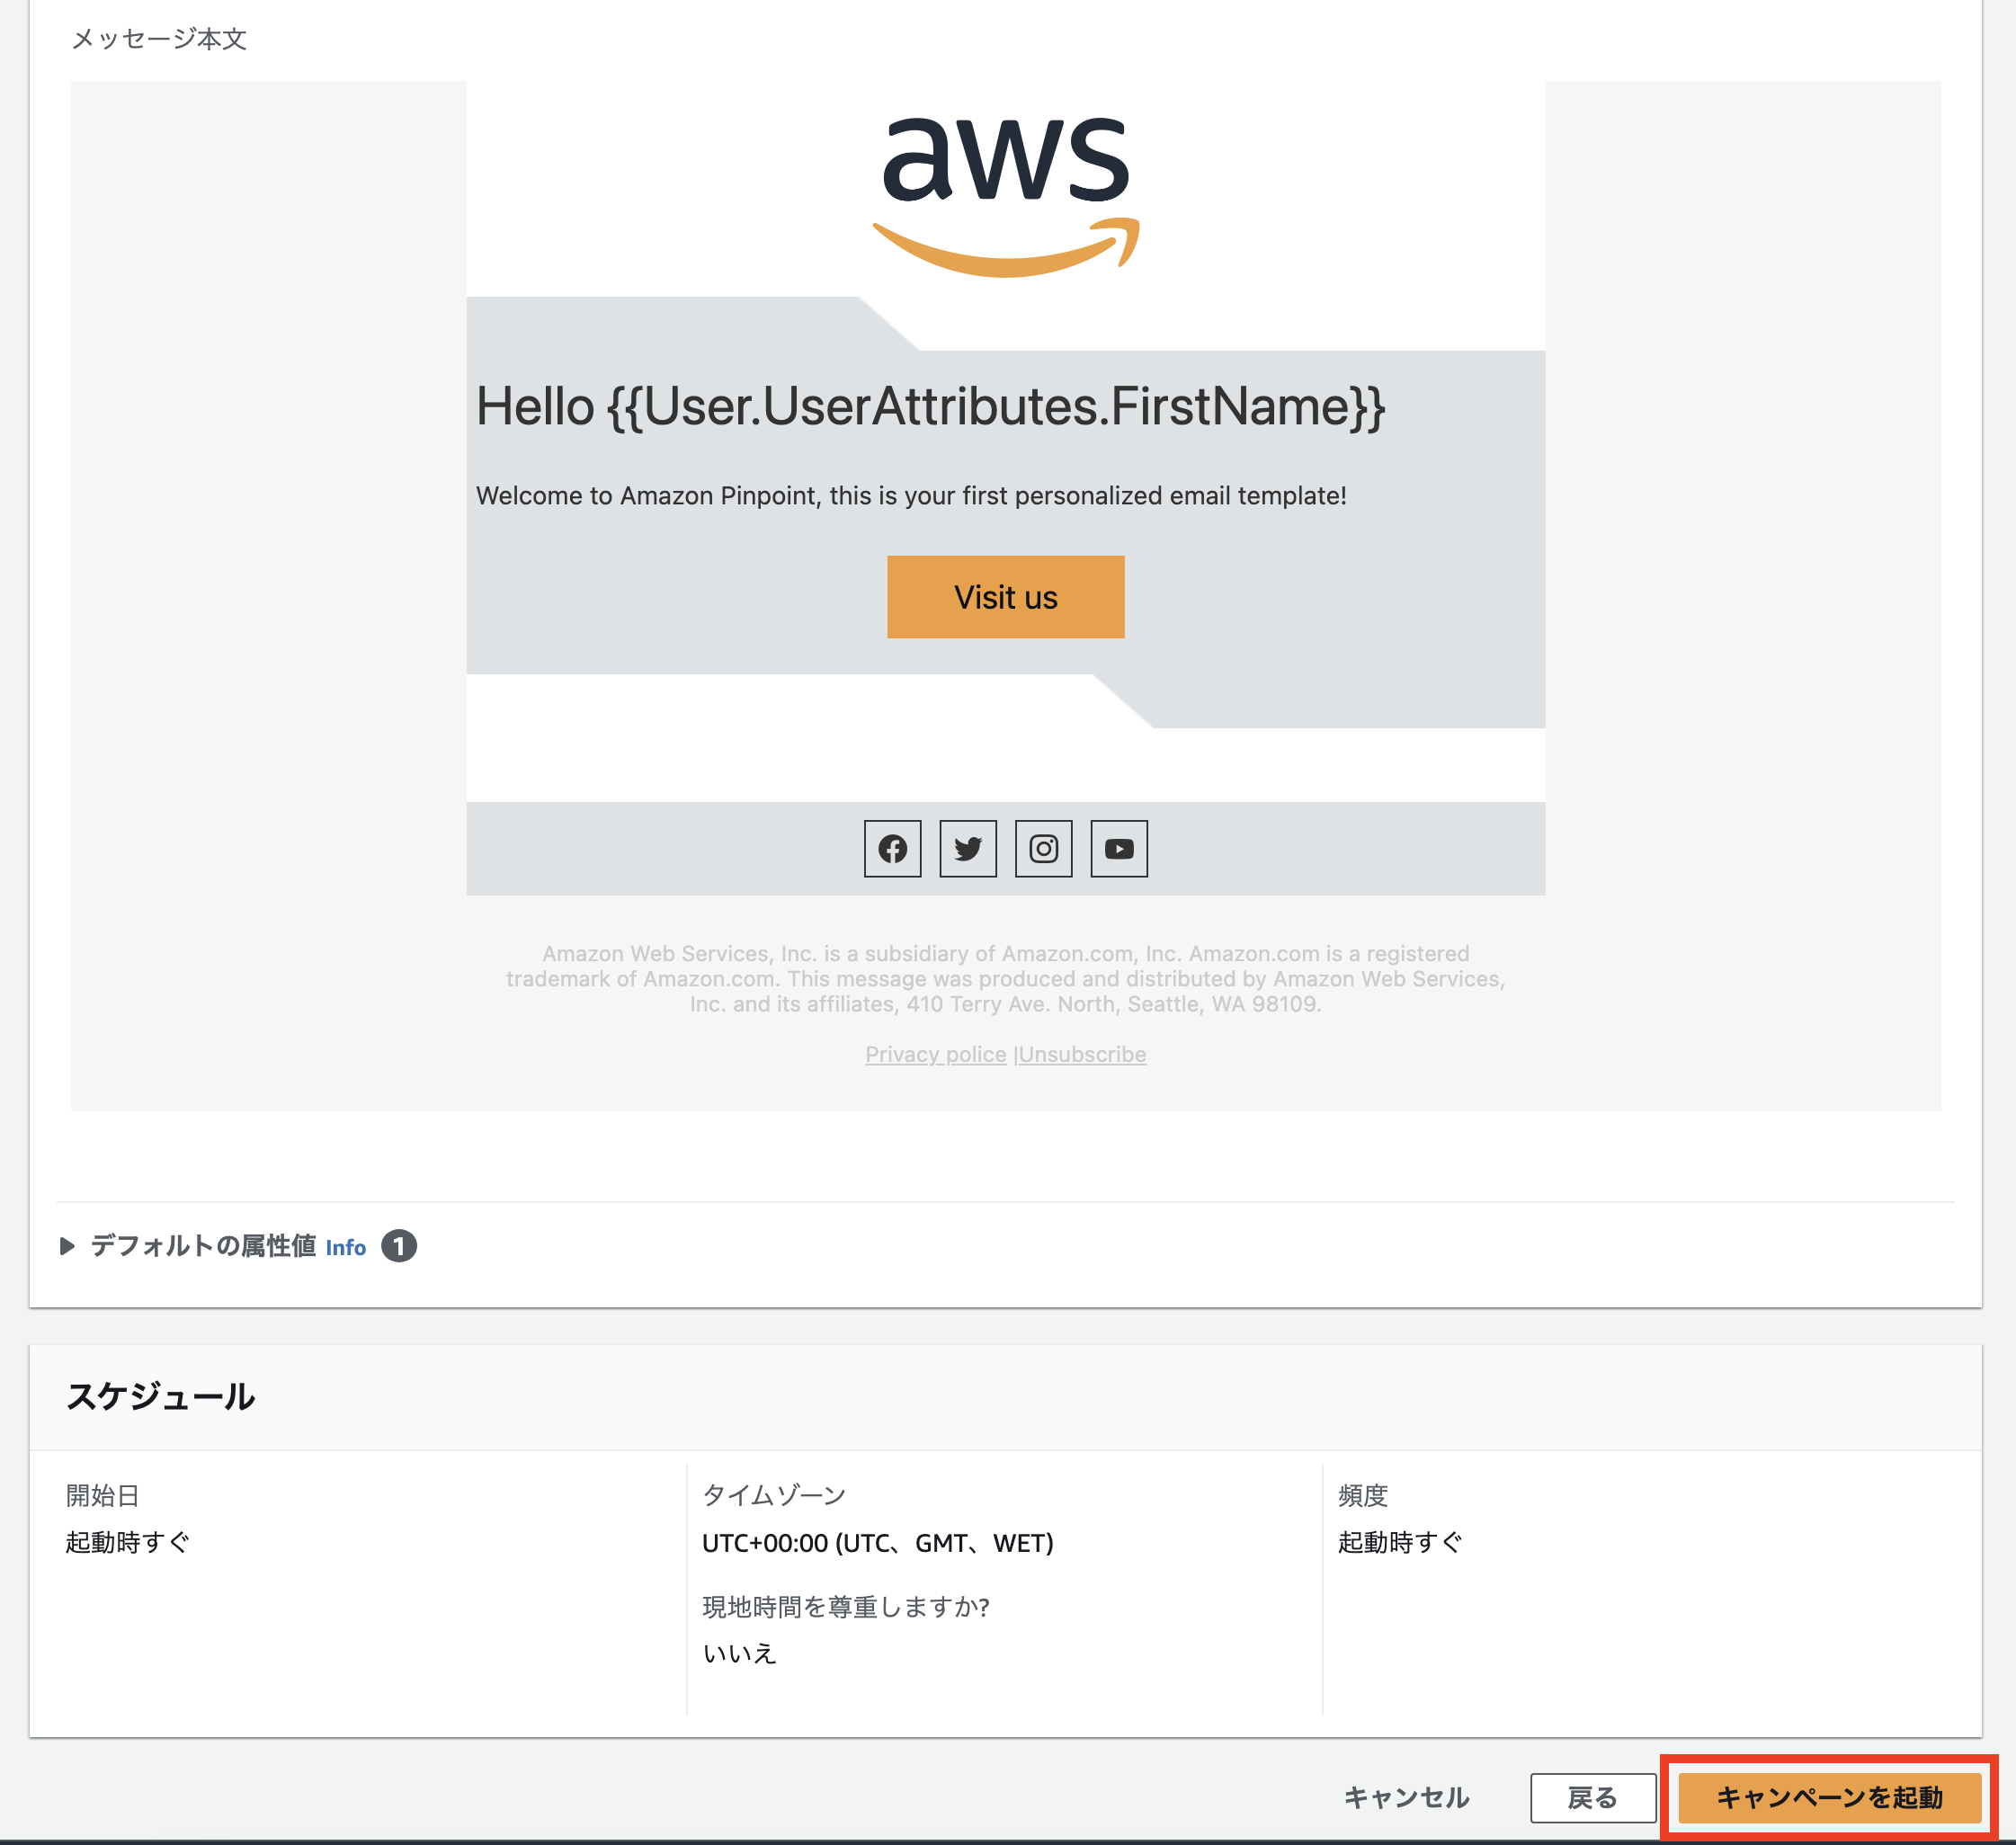 メッセージ本文
aws
Hello {{User.UserAttributes.FirstName}}
Welcome to Amazon Pinpoint, this is your first personalized email template!
Visit us
Amazon Web Services, Inc. is a subsidiary of Amazon.com, Inc. Amazon.com is a registered
trademark of Amazon.com. This message was produced and distributed by Amazon Web Services,
Inc. and its affiliates, 410 Terry Ave. North, Seattle, WA 98109.
Privacy police |Unsubscribe
デフォルトの属性値 Info 1
スケジュール
開始日
起動時すぐ
タイムゾーン
UTC+00:00 (UTC、GMT、WET)
現地時間を尊重しますか?
いいえ
頻度
起動時すぐ
キャンセル
戻る
キャンペーンを起動